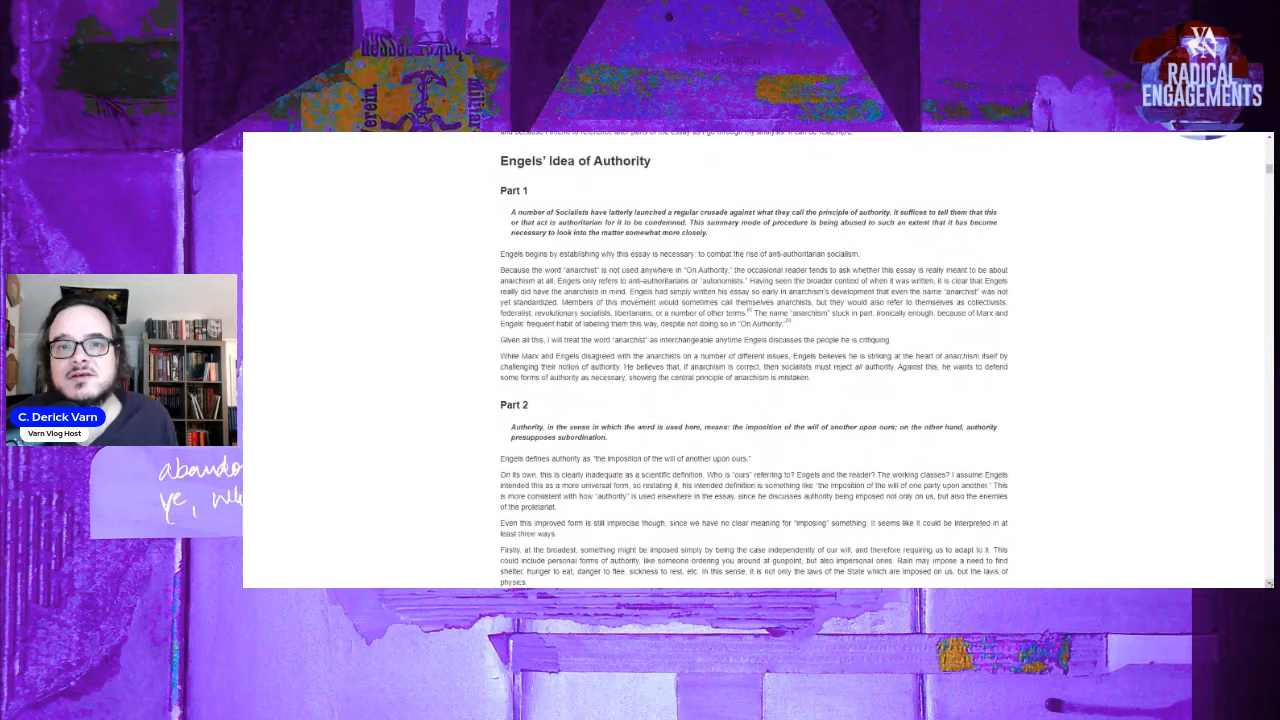 VARN
RADICAL
ENGAGEMENTS
and because I intend to reference later parts of the essay as I go through my analysis. It can be read here.
Engels' Idea of Authority
Part 1
A number of Socialists have latterly launched a regular crusade against what they call the principle of authority. It suffices to tell them that this
or that act is authoritarian for it to be condemned. This summary mode of procedure is being abused to such an extent that it has become
necessary to look into the matter somewhat more closely.
Engels begins by establishing why this essay is necessary: to combat the rise of anti-authoritarian socialism.
Because the word "anarchist" is not used anywhere in "On Authority," the occasional reader tends to ask whether this essay is really meant to be about
anarchism at all. Engels only refers to anti-authoritarians or "autonomists." Having seen the broader context of when it was written, it is clear that Engels
really did have the anarchists in mind. Engels had simply written his essay so early in anarchism's development that even the name "anarchist" was not
yet standardized. Members of this movement would sometimes call themselves anarchists, but they would also refer to themselves as collectivists,
federalist, revolutionary socialists, libertarians, or a number of other terms. The name "anarchism" stuck in part, ironically enough, because of Marx and
Engels' frequent habit of labeling them this way, despite not doing so in "On Authority."
Given all this, I will treat the word "anarchist" as interchangeable anytime Engels discusses the people he is critiquing.
While Marx and Engels disagreed with the anarchists on a number of different issues, Engels believes he is striking at the heart of anarchism itself by
challenging their notion of authority. He believes that, if anarchism is correct, then socialists must reject all authority. Against this, he wants to defend
some forms of authority as necessary, showing the central principle of anarchism is mistaken.
Part 2
Authority, in the sense in which the word is used here, means: the imposition of the will of another upon ours; on the other hand, authority
presupposes subordination.
Engels defines authority as "the imposition of the will of another upon ours."
On its own, this is clearly inadequate as a scientific definition. Who is "ours" referring to? Engels and the reader? The working classes? I assume Engels
intended this as a more universal form, so restating it, his intended definition is something like "the imposition of the will of one party upon another." This
is more consistent with how "authority" is used elsewhere in the essay, since he discusses authority being imposed not only on us, but also the enemies
of the proletariat.
Even this improved form is still imprecise though, since we have no clear meaning for "imposing" something. It seems like it could be interpreted in at
least three ways.
Firstly, at the broadest, something might be imposed simply by being the case independently of our will, and therefore requiring us to adapt to it. This
could include personal forms of authority, like someone ordering you around at gunpoint, but also impersonal ones. Rain may impose a need to find
shelter, hunger to eat, danger to flee, sickness to rest, etc. In this sense, it is not only the laws of the State which are imposed on us, but the laws of
physics.
C. Derick Varn
Varn Vlog Host
abando
ye,